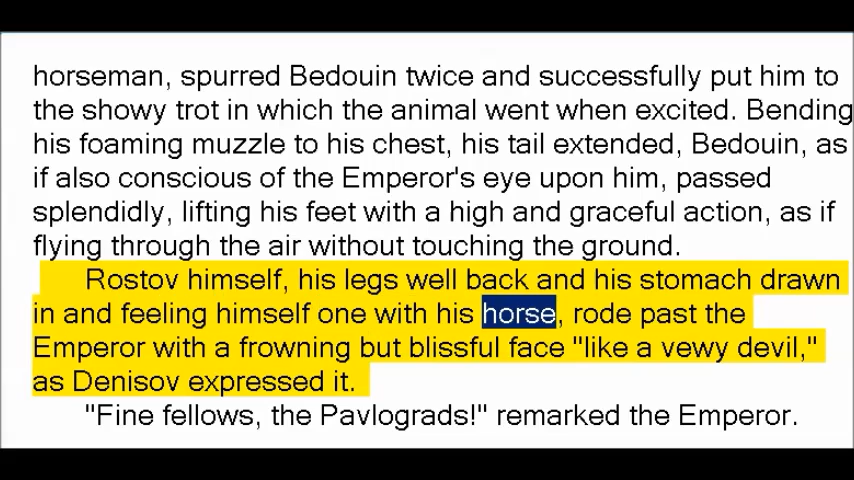 horseman, spurred Bedouin twice and successfully put him to
the showy trot in which the animal went when excited. Bending
his foaming muzzle to his chest, his tail extended, Bedouin, as
if also conscious of the Emperor's eye upon him, passed
splendidly, lifting his feet with a high and graceful action, as if
flying through the air without touching the ground.
Rostov himself, his legs well back and his stomach drawn
in and feeling himself one with his horse, rode past the
Emperor with a frowning but blissful face "like a vewy devil,"
as Denisov expressed it.
"Fine fellows, the Pavlograds!" remarked the Emperor.